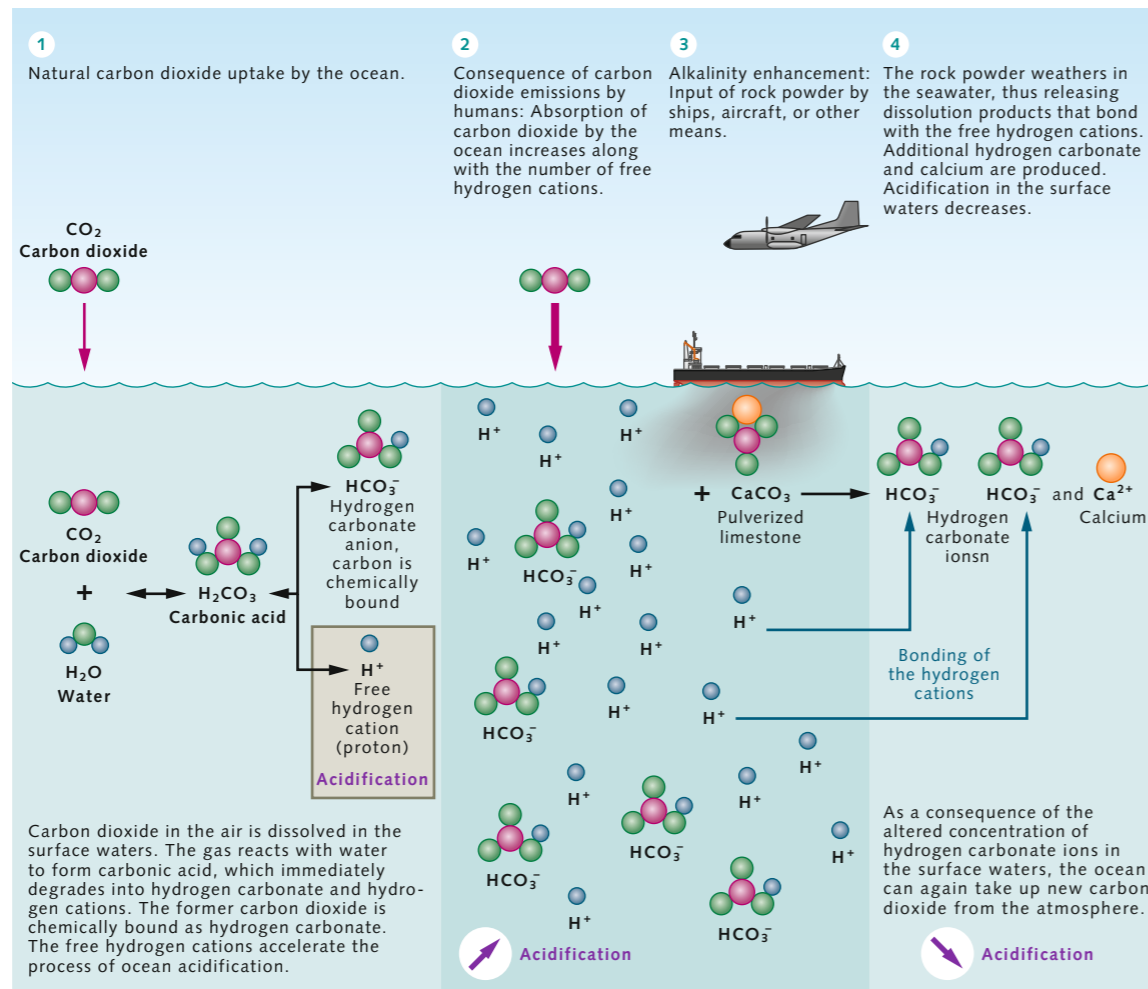 1
Natural carbon dioxide uptake by the ocean.
2
Consequence of carbon
dioxide emissions by
humans: Absorption of
carbon dioxide by the
ocean increases along
with the number of free
hydrogen cations.
3
Alkalinity enhancement:
Input of rock powder by
ships, aircraft, or other
means.
4
The rock powder weathers in
the seawater, thus releasing
dissolution products that bond
with the free hydrogen cations.
Additional hydrogen carbonate
and calcium are produced.
Acidification in the surface
waters decreases.
CO₂
Carbon dioxide
CO₂
Carbon dioxide
+
H₂O
Water
H₂CO₃
Carbonic acid
HCO₃⁻
Hydrogen
carbonate
anion,
carbon is
chemically
bound
H⁺
Free
hydrogen
cation
(proton)
Acidification
Carbon dioxide in the air is dissolved in the
surface waters. The gas reacts with water
to form carbonic acid, which immediately
degrades into hydrogen carbonate and hydro-
gen cations. The former carbon dioxide is
chemically bound as hydrogen carbonate.
The free hydrogen cations accelerate the
process of ocean acidification.
H⁺
H⁺
H⁺
H⁺
H⁺
H⁺
HCO₃⁻
H⁺
H⁺
H⁺
HCO₃⁻
H⁺
H⁺
HCO₃⁻
HCO₃⁻
H⁺
Acidification
+
CaCO₃
Pulverized
limestone
H⁺
H⁺
H⁺
H⁺
H⁺
HCO₃⁻
HCO₃⁻
HCO₃⁻ and Ca²⁺
Hydrogen
carbonate
ionsn
Calcium
Bonding of
the hydrogen
cations
As a consequence of the
altered concentration of
hydrogen carbonate ions in
the surface waters, the ocean
can again take up new carbon
dioxide from the atmosphere.
Acidification